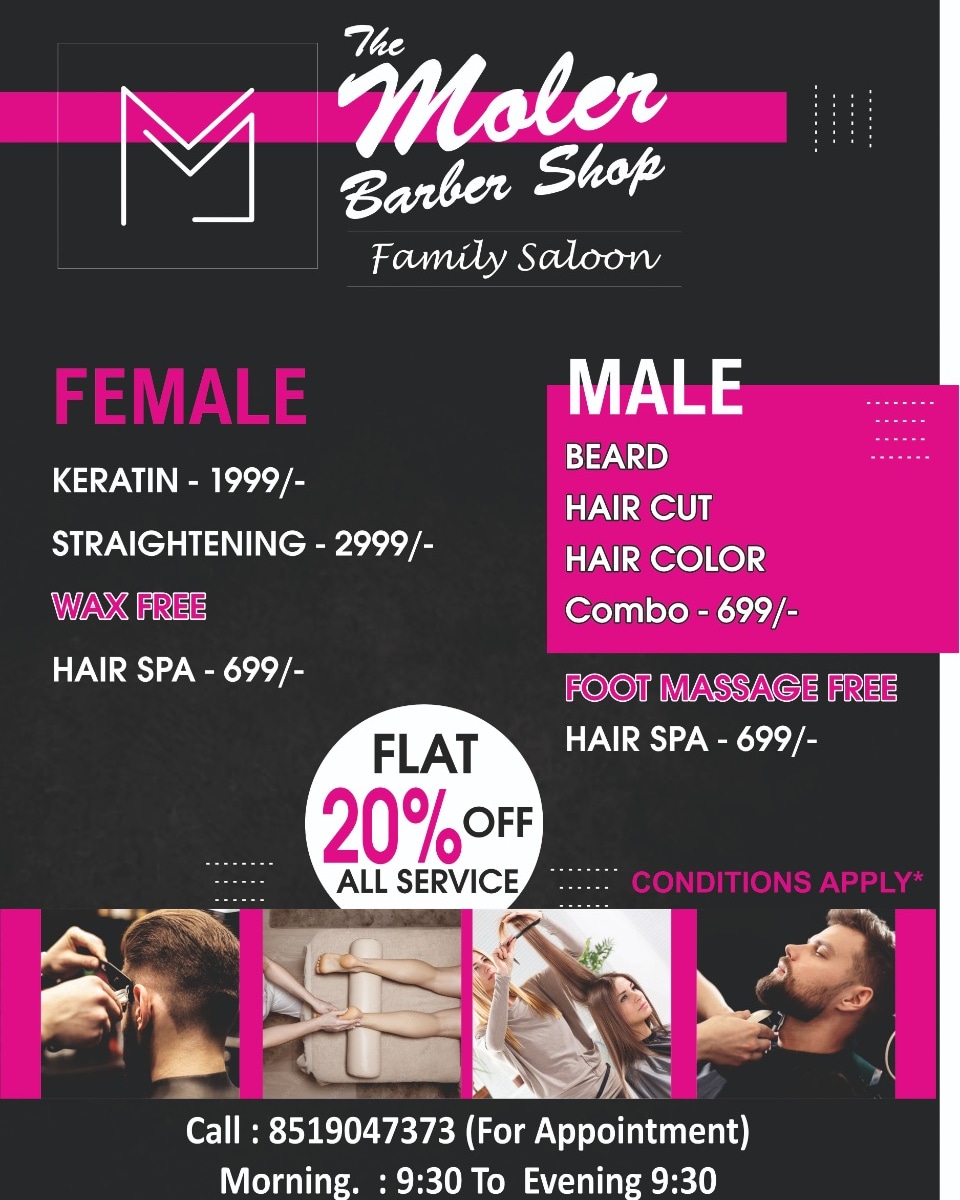 The
Moler
Barber Shop
Family Saloon
FEMALE
KERATIN - 1999/-
STRAIGHTENING - 2999/-
WAX FREE
HAIR SPA - 699/-
MALE
BEARD
HAIR CUT
HAIR COLOR
Combo - 699/-
FOOT MASSAGE FREE
HAIR SPA - 699/-
FLAT
20% OFF
ALL SERVICE
CONDITIONS APPLY*
Call : 8519047373 (For Appointment)
Morning. : 9:30 To Evening 9:30